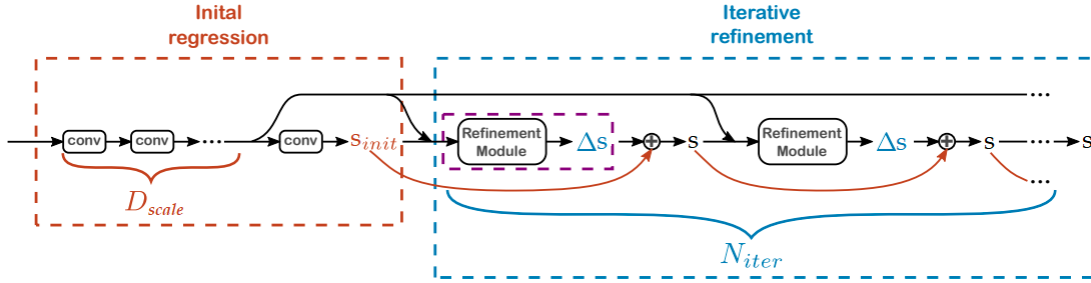 Inital
regression
Iterative
refinement
...
conv conv ... conv s_init Refinement Module Δs + s Refinement Module Δs + s ... s
...
D_scale
N_iter